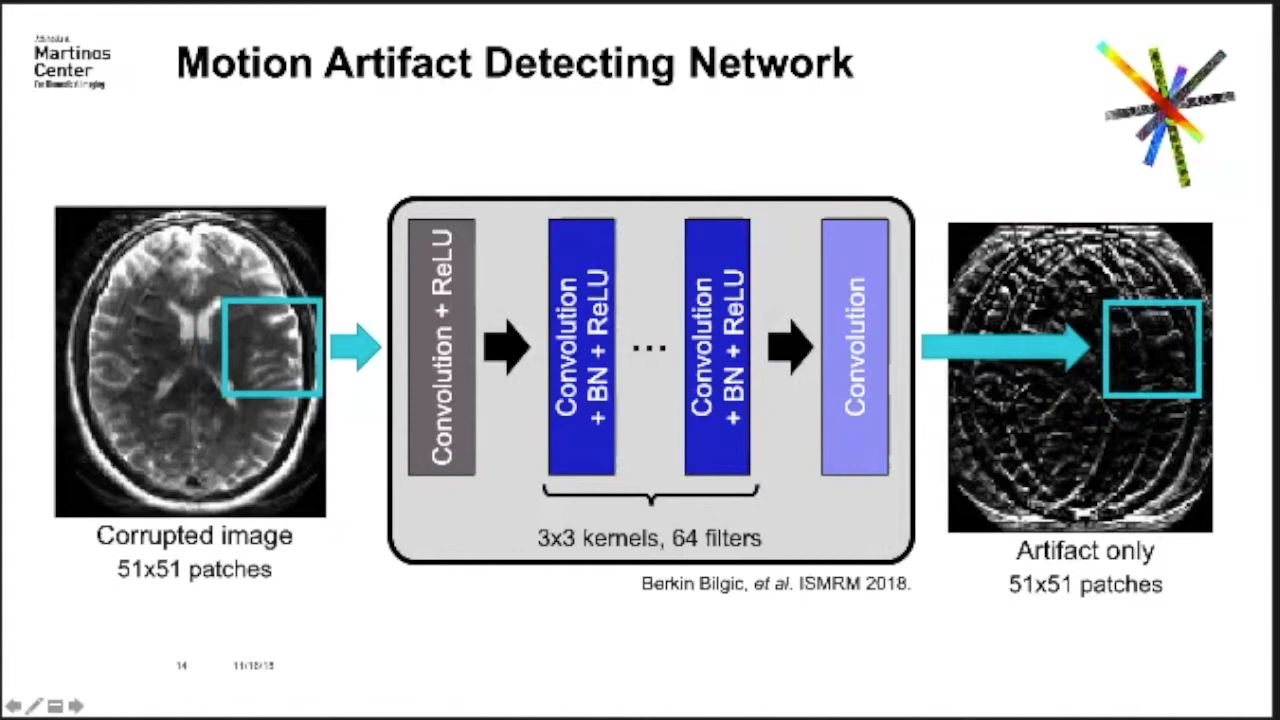 Martinos
Center
Motion Artifact Detecting Network
Convolution + ReLU
Convolution
+ BN + ReLU
...
Convolution
+ BN + ReLU
Convolution
3x3 kernels, 64 filters
Corrupted image
51x51 patches
Artifact only
51x51 patches
Berkin Bilgic, et al. ISMRM 2018.
14